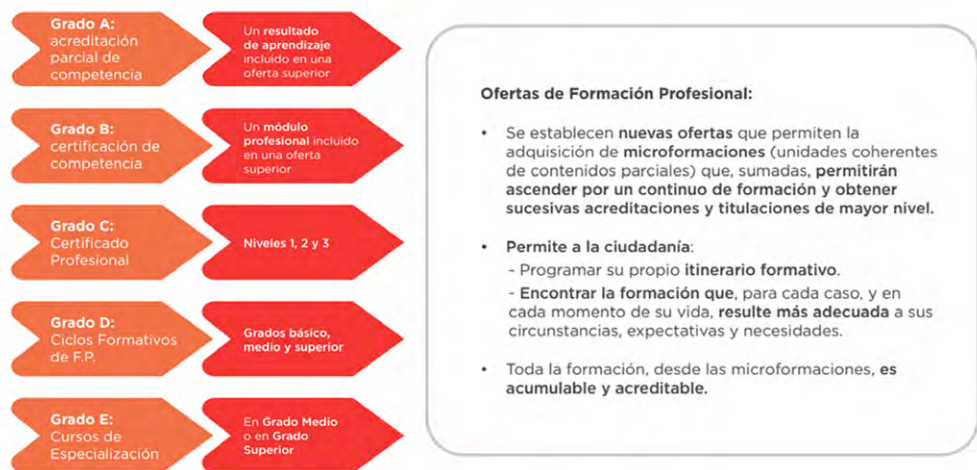 Grado A:
acreditación
parcial de
competencia
Un resultado
de aprendizaje
incluido en una
oferta superior
Grado B:
certificación de
competencia
Un módulo
profesional incluido
en una oferta
superior
Grado C:
Certificado
Profesional
Niveles 1, 2 y 3
Grado D:
Ciclos Formativos
de F.P.
Grados básico,
medio y superior
Grado E:
Cursos de
Especialización
En Grado Medio
o en Grado
Superior
Ofertas de Formación Profesional:
• Se establecen nuevas ofertas que permiten la
adquisición de microformaciones (unidades coherentes
de contenidos parciales) que, sumadas, permitirán
ascender por un continuo de formación y obtener
sucesivas acreditaciones y titulaciones de mayor nivel.
• Permite a la ciudadanía:
- Programar su propio itinerario formativo.
- Encontrar la formación que, para cada caso, y en
cada momento de su vida, resulte más adecuada a sus
circunstancias, expectativas y necesidades.
• Toda la formación, desde las microformaciones, es
acumulable y acreditable.